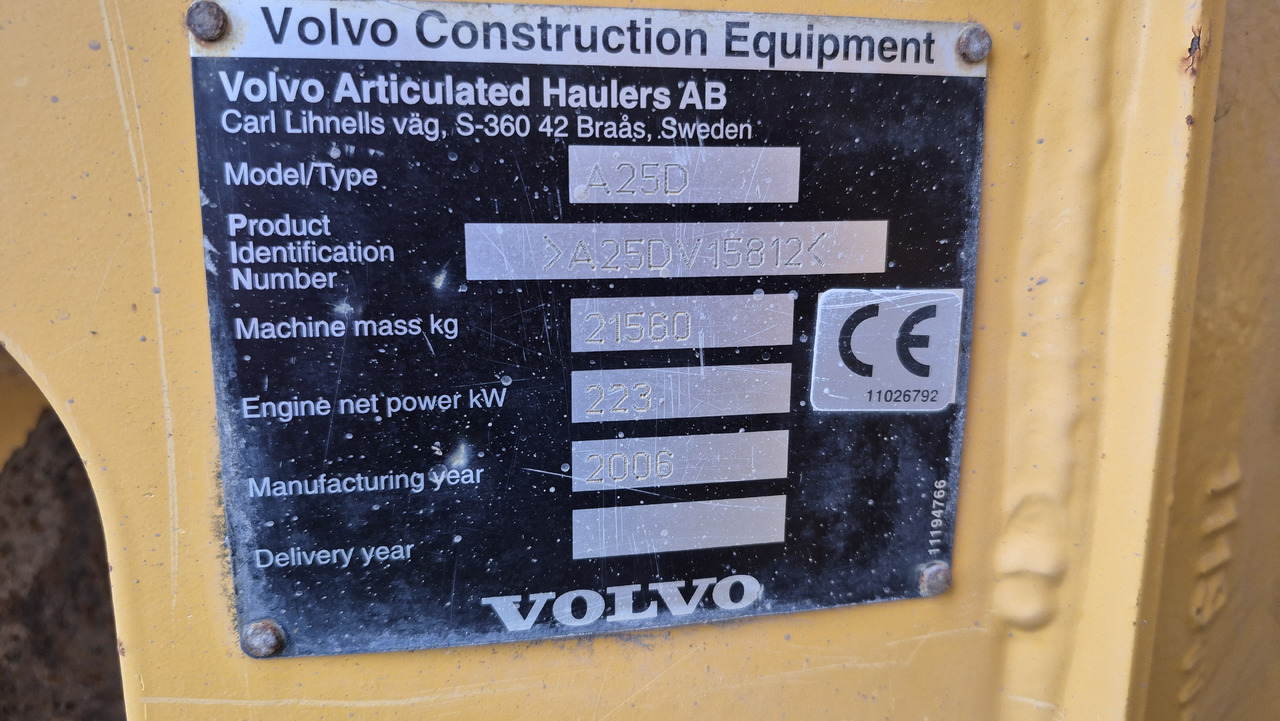 Volvo Construction Equipment
Volvo Articulated Haulers AB
Carl Lihnells väg, S-360 42 Braås, Sweden
Model/Type A25D
Product
Identification
Number >A25DV15812<
Machine mass kg 21560
CE
11026792
Engine net power kW 223
Manufacturing year 2006
Delivery year
11194766
VOLVO